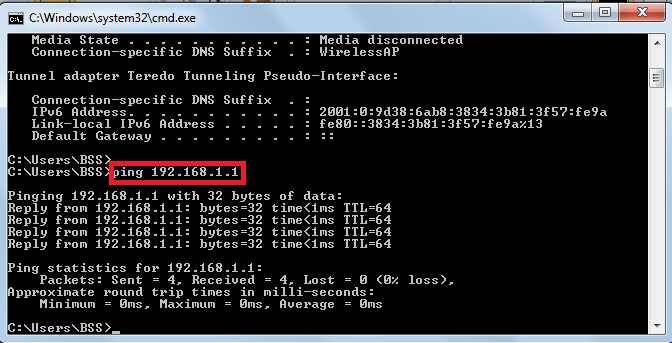 C:\Windows\system32\cmd.exe
Media State . . . . . . . . . . . : Media disconnected
Connection-specific DNS Suffix  . : WirelessAP
Tunnel adapter Teredo Tunneling Pseudo-Interface:
Connection-specific DNS Suffix  . :
IPv6 Address. . . . . . . . . . . : 2001:0:9d38:6ab8:3834:3b81:3f57:fe9a
Link-local IPv6 Address . . . . . : fe80::3834:3b81:3f57:fe9a%13
Default Gateway . . . . . . . . . : ::
C:\Users\BSS>
C:\Users\BSS>ping 192.168.1.1
Pinging 192.168.1.1 with 32 bytes of data:
Reply from 192.168.1.1: bytes=32 time<1ms TTL=64
Reply from 192.168.1.1: bytes=32 time<1ms TTL=64
Reply from 192.168.1.1: bytes=32 time<1ms TTL=64
Reply from 192.168.1.1: bytes=32 time<1ms TTL=64
Ping statistics for 192.168.1.1:
Packets: Sent = 4, Received = 4, Lost = 0 (0% loss),
Approximate round trip times in milli-seconds:
Minimum = 0ms, Maximum = 0ms, Average = 0ms
C:\Users\BSS>_